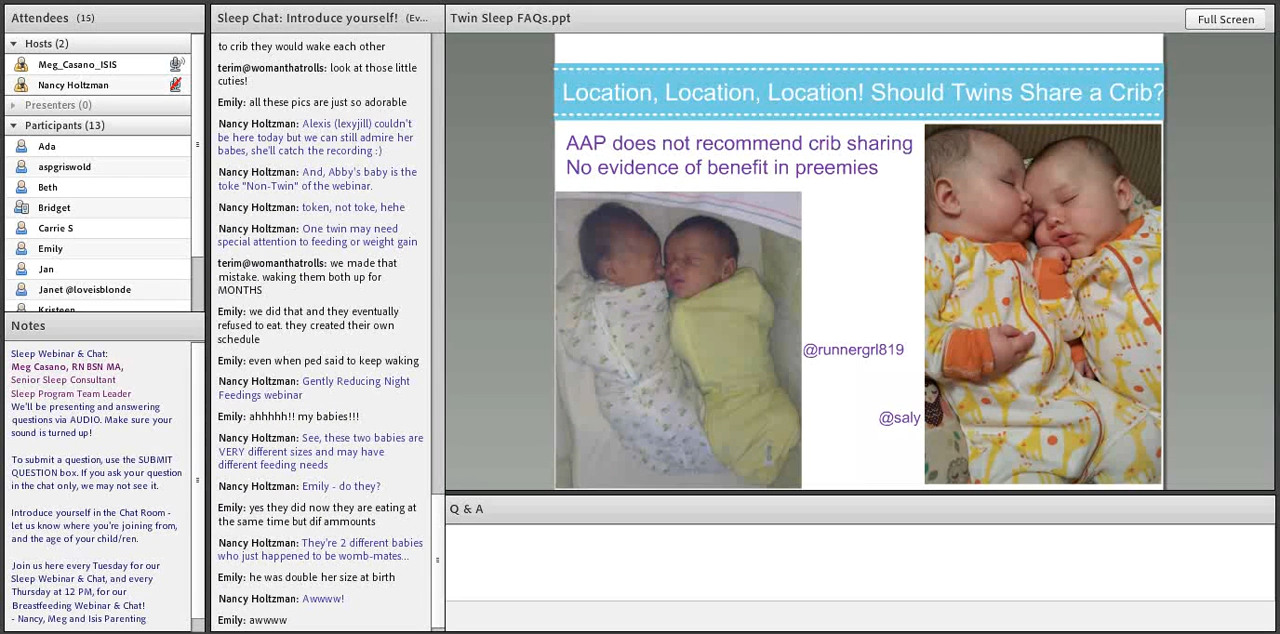 Attendees (15)
Hosts (2)
Meg_Casano_ISIS
Nancy Holtzman
Presenters (0)
Participants (13)
Ada
aspgriswold
Beth
Bridget
Carrie S
Emily
Jan
Janet @loveisblonde
Kristeen
Notes
Sleep Webinar & Chat:
Meg Casano, RN BSN MA,
Senior Sleep Consultant
Sleep Program Team Leader
We'll be presenting and answering
questions via AUDIO. Make sure your
sound is turned up!
To submit a question, use the SUBMIT
QUESTION box. If you ask your question
in the chat only, we may not see it.
Introduce yourself in the Chat Room -
let us know where you're joining from,
and the age of your child/ren.
Join us here every Tuesday for our
Sleep Webinar & Chat, and every
Thursday at 12 PM, for our
Breastfeeding Webinar & Chat!
- Nancy, Meg and Isis Parenting
Sleep Chat: Introduce yourself! (Ev...
to crib they would wake each other
terim@womanthatrolls: look at those little
cuties!
Emily: all these pics are just so adorable
Nancy Holtzman: Alexis (lexyjill) couldn't
be here today but we can still admire her
babes, she'll catch the recording :)
Nancy Holtzman: And, Abby's baby is the
toke "Non-Twin" of the webinar.
Nancy Holtzman: token, not toke, hehe
Nancy Holtzman: One twin may need
special attention to feeding or weight gain
terim@womanthatrolls: we made that
mistake. waking them both up for
MONTHS
Emily: we did that and they eventually
refused to eat. they created their own
schedule
Emily: even when ped said to keep waking
Nancy Holtzman: Gently Reducing Night
Feedings webinar
Emily: ahhhhh!! my babies!!!
Nancy Holtzman: See, these two babies are
VERY different sizes and may have
different feeding needs
Nancy Holtzman: Emily - do they?
Emily: yes they did now they are eating at
the same time but dif ammounts
Nancy Holtzman: They're 2 different babies
who just happened to be womb-mates...
Emily: he was double her size at birth
Nancy Holtzman: Awwww!
Emily: awwww
Twin Sleep FAQs.ppt
Full Screen
Location, Location, Location! Should Twins Share a Crib?
AAP does not recommend crib sharing
No evidence of benefit in preemies
@runnergrl819
@saly
Q & A